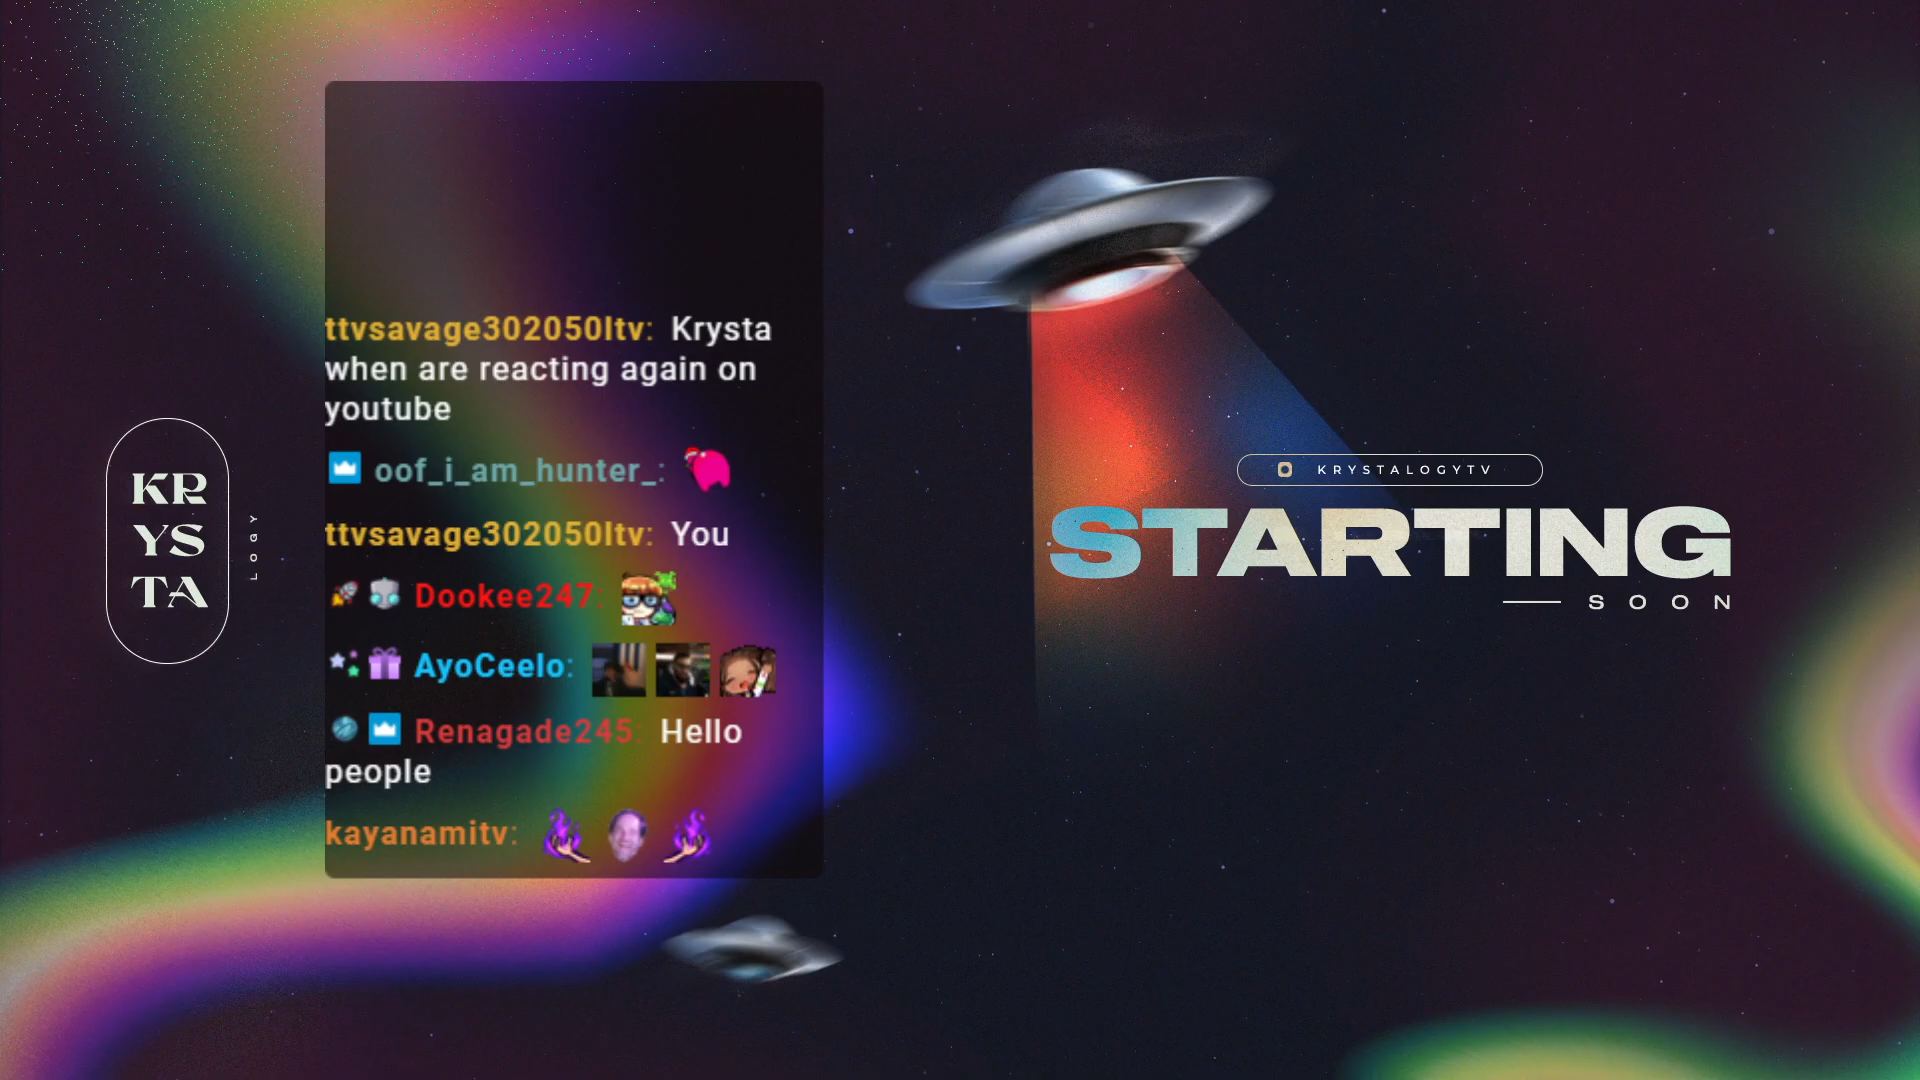 KR
YS
TA
LOGY
ttvsavage302050ltv: Krysta
when are reacting again on
youtube
oof_i_am_hunter_:
ttvsavage302050ltv: You
Dookee247:
AyoCeelo:
Renagade245: Hello
people
kayanamitv:
KRYSTALOGYTV
STARTING
SOON